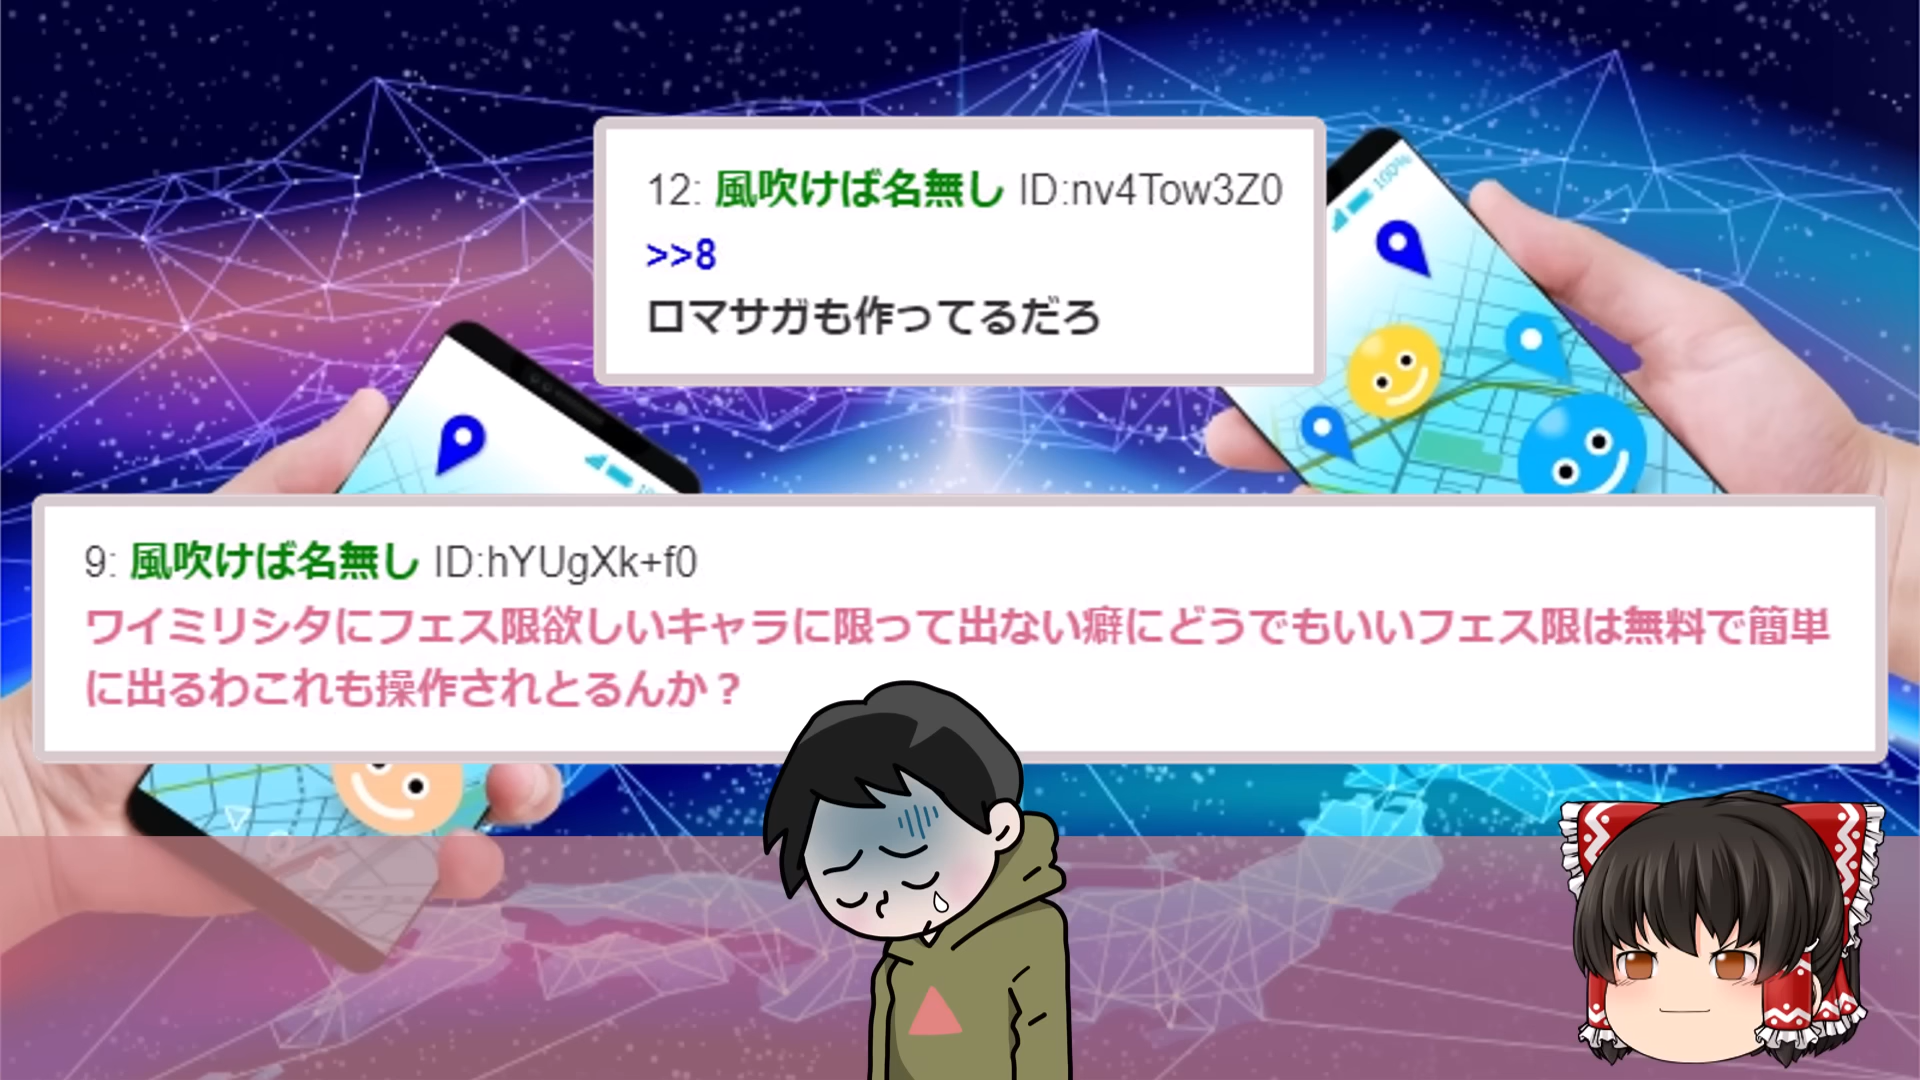 12: 風吹けば名無し ID:nv4Tow3Z0
>>8
ロマサガも作ってるだろ
100%
9: 風吹けば名無し ID:hYUgXk+f0
ワイミリシタにフェス限欲しいキャラに限って出ない癖にどうでもいいフェス限は無料で簡単
に出るわこれも操作されとるんか？